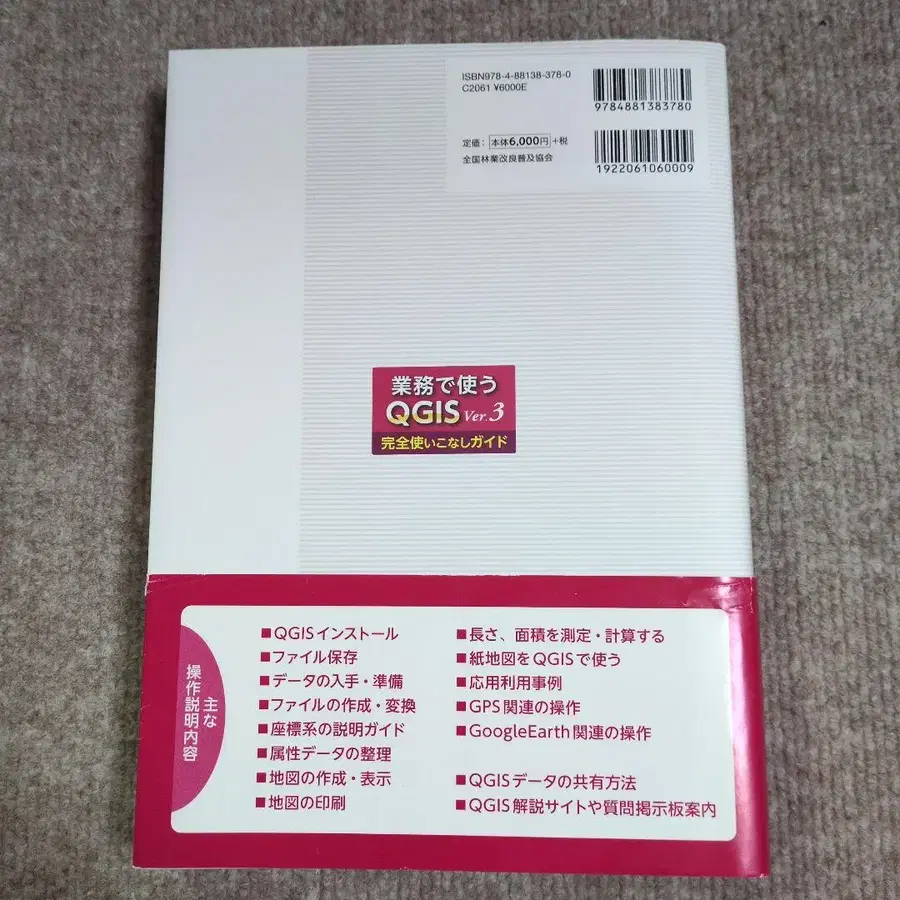 ISBN978-4-88138-378-0
C2061 ¥6000E
9784881383780
定価：本体6,000円+税
全国林業改良普及協会
1922061060009
業務で使う
QGIS Ver.3
完全使いこなしガイド
主な
操作説明内容
■QGISインストール
■ファイル保存
■データの入手・準備
■ファイルの作成・変換
■座標系の説明ガイド
■属性データの整理
■地図の作成・表示
■地図の印刷
■長さ、面積を測定・計算する
■紙地図をQGISで使う
■応用利用事例
■GPS関連の操作
■GoogleEarth関連の操作
■QGISデータの共有方法
■QGIS解説サイトや質問掲示板案内